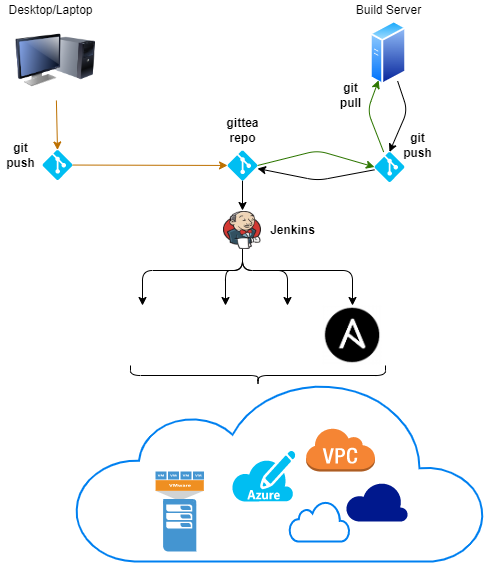 Desktop/Laptop
Build Server
git
pull
git
push
gittea
repo
git
push
Jenkins
VPC
VM VM VM VM
VMware
Azure